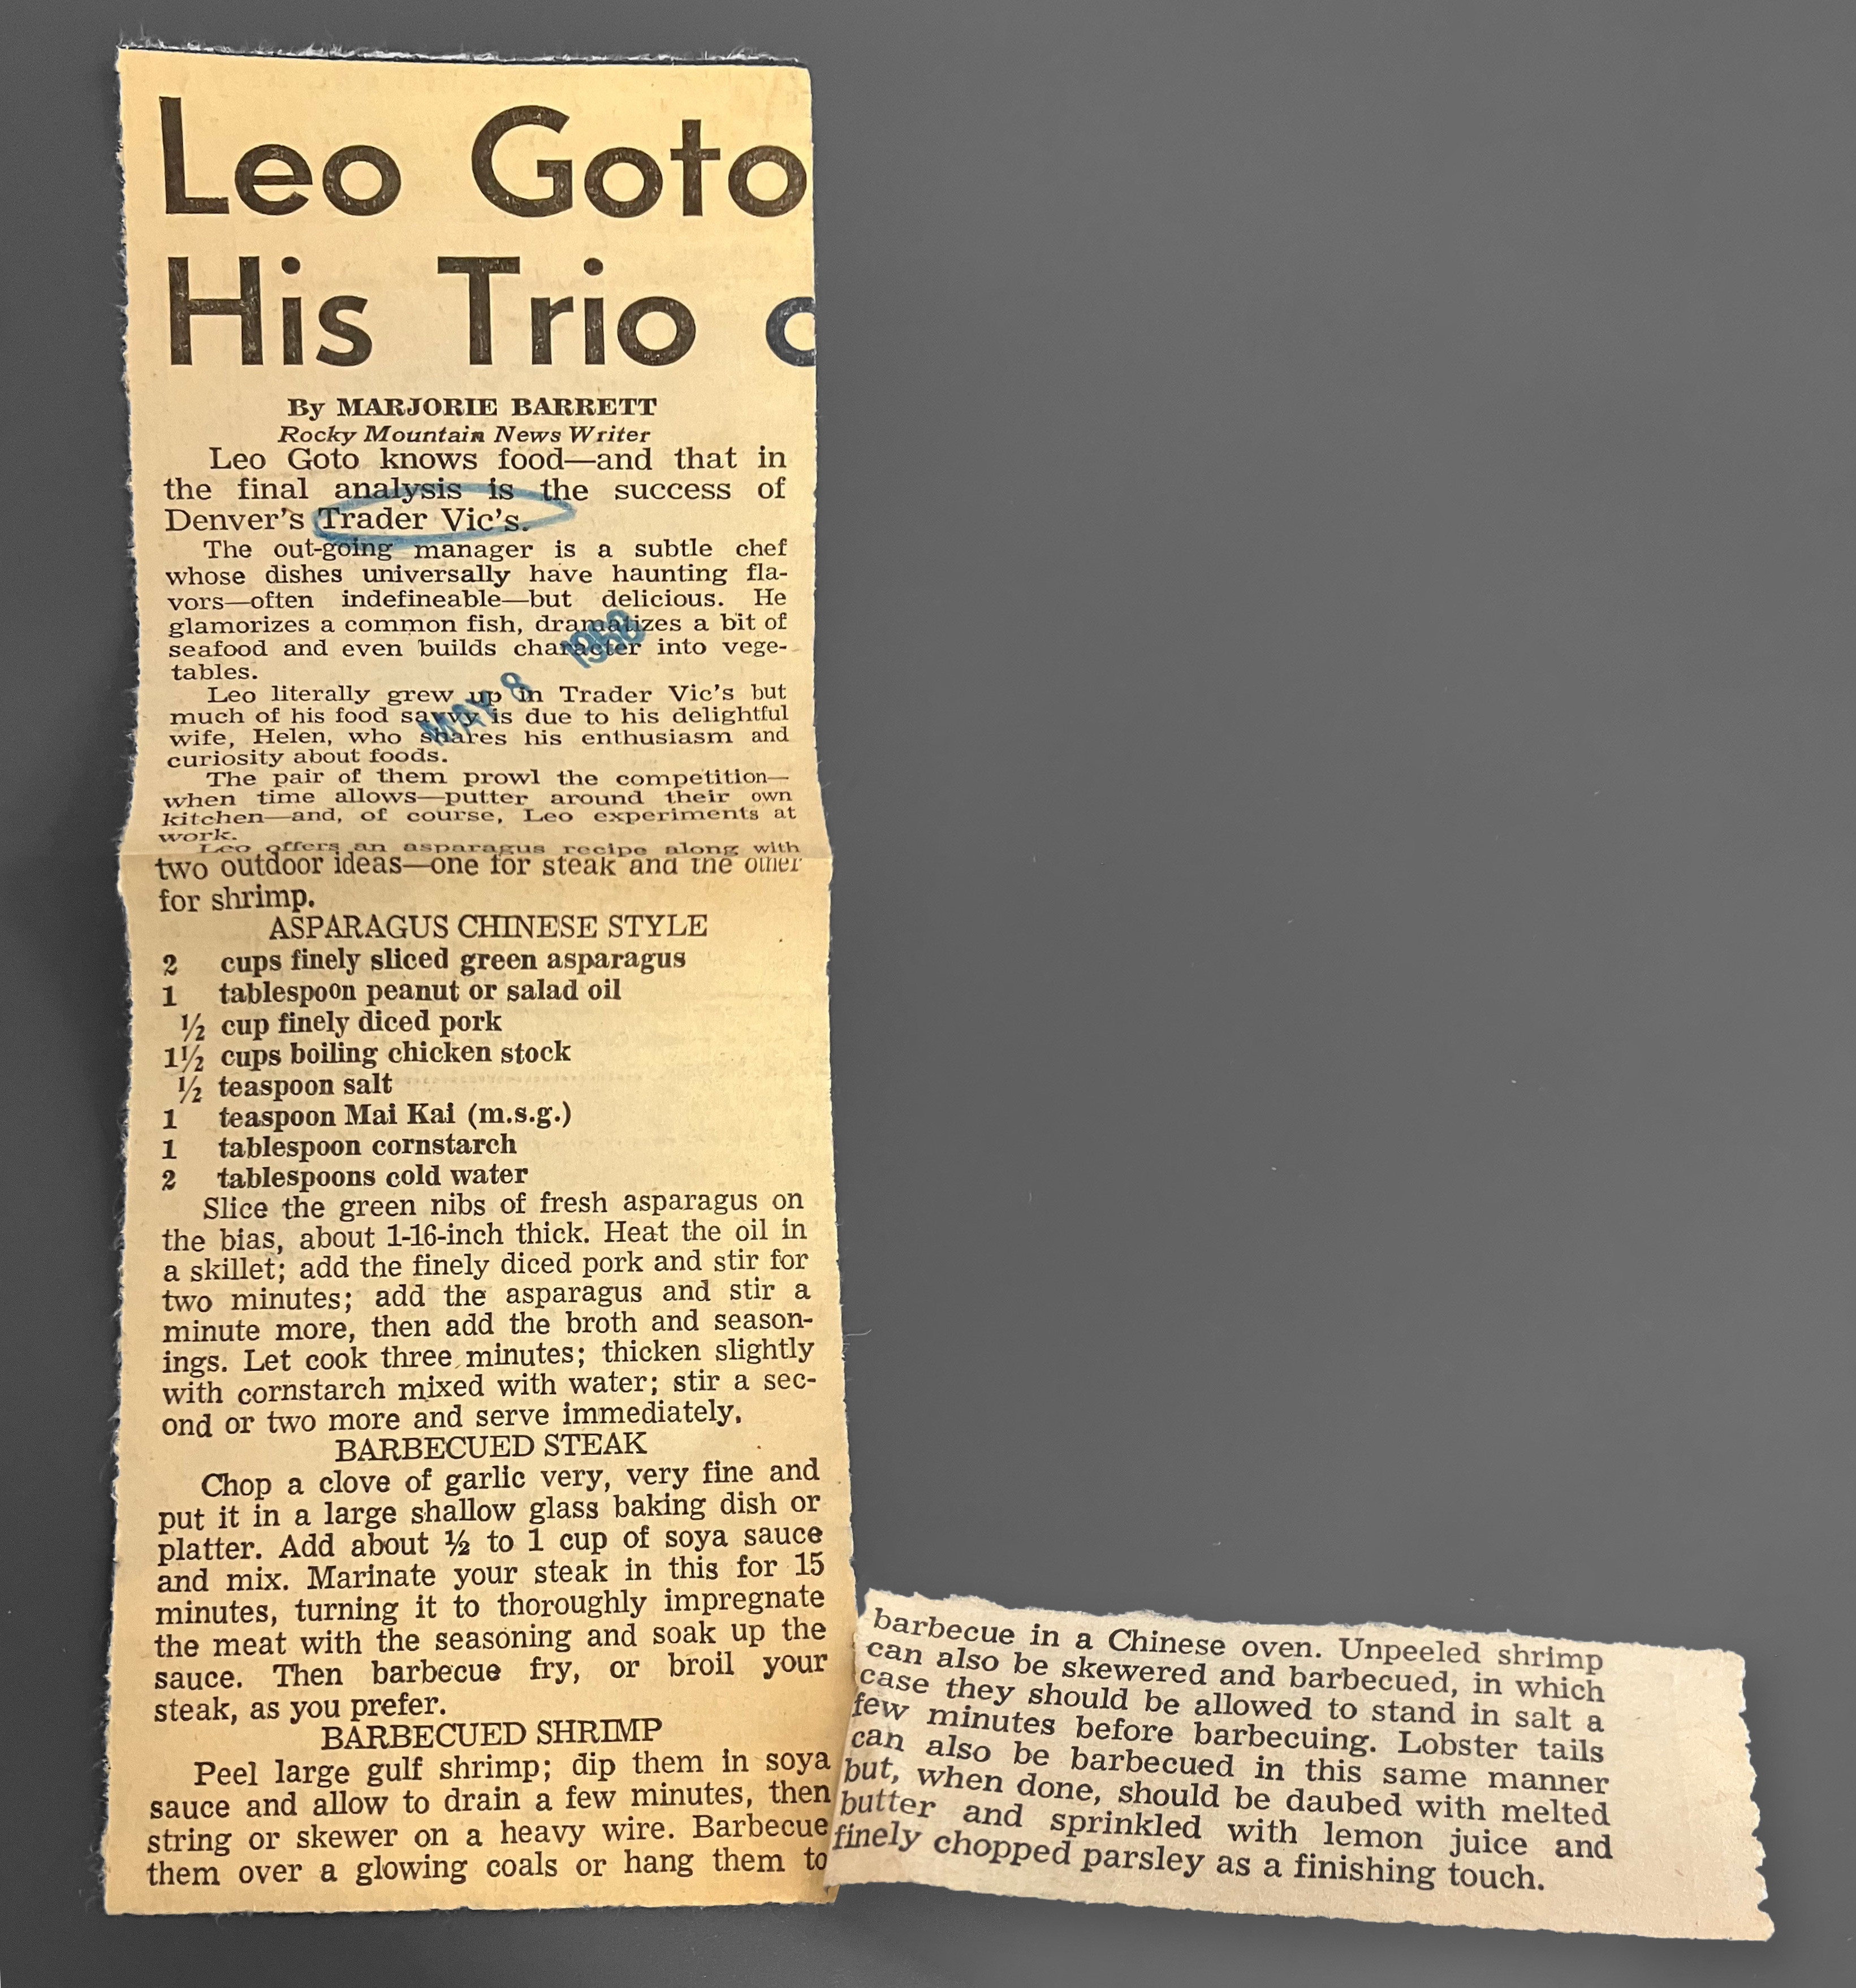 Leo Goto
His Trio
By MARJORIE BARRETT
Rocky Mountain News Writer
Leo Goto knows food—and that in
the final analysis is the success of
Denver's Trader Vic's.
The out-going manager is a subtle chef
whose dishes universally have haunting fla-
vors—often indefineable—but delicious. He
glamorizes a common fish, dramatizes a bit of
seafood and even builds character into vege-
tables.
Leo literally grew up in Trader Vic's but
much of his food savvy is due to his delightful
wife, Helen, who shares his enthusiasm and
curiosity about foods.
MAY 8
The pair of them prowl the competition—
when time allows—putter around their own
kitchen—and, of course, Leo experiments at
work.
Leo offers an asparagus recipe along with
two outdoor ideas—one for steak and the other
for shrimp.
ASPARAGUS CHINESE STYLE
2 cups finely sliced green asparagus
1 tablespoon peanut or salad oil
½ cup finely diced pork
1½ cups boiling chicken stock
½ teaspoon salt
1 teaspoon Mai Kai (m.s.g.)
1 tablespoon cornstarch
2 tablespoons cold water
Slice the green nibs of fresh asparagus on
the bias, about 1-16-inch thick. Heat the oil in
a skillet; add the finely diced pork and stir for
two minutes; add the asparagus and stir a
minute more, then add the broth and season-
ings. Let cook three minutes; thicken slightly
with cornstarch mixed with water; stir a sec-
ond or two more and serve immediately.
BARBECUED STEAK
Chop a clove of garlic very, very fine and
put it in a large shallow glass baking dish or
platter. Add about ½ to 1 cup of soya sauce
and mix. Marinate your steak in this for 15
minutes, turning it to thoroughly impregnate
the meat with the seasoning and soak up the
sauce. Then barbecue fry, or broil your
steak, as you prefer.
BARBECUED SHRIMP
Peel large gulf shrimp; dip them in soya
sauce and allow to drain a few minutes, then
string or skewer on a heavy wire. Barbecue
them over a glowing coals or hang them to
barbecue in a Chinese oven. Unpeeled shrimp
can also be skewered and barbecued, in which
case they should be allowed to stand in salt a
few minutes before barbecuing. Lobster tails
can also be barbecued in this same manner
but, when done, should be daubed with melted
butter and sprinkled with lemon juice and
finely chopped parsley as a finishing touch.